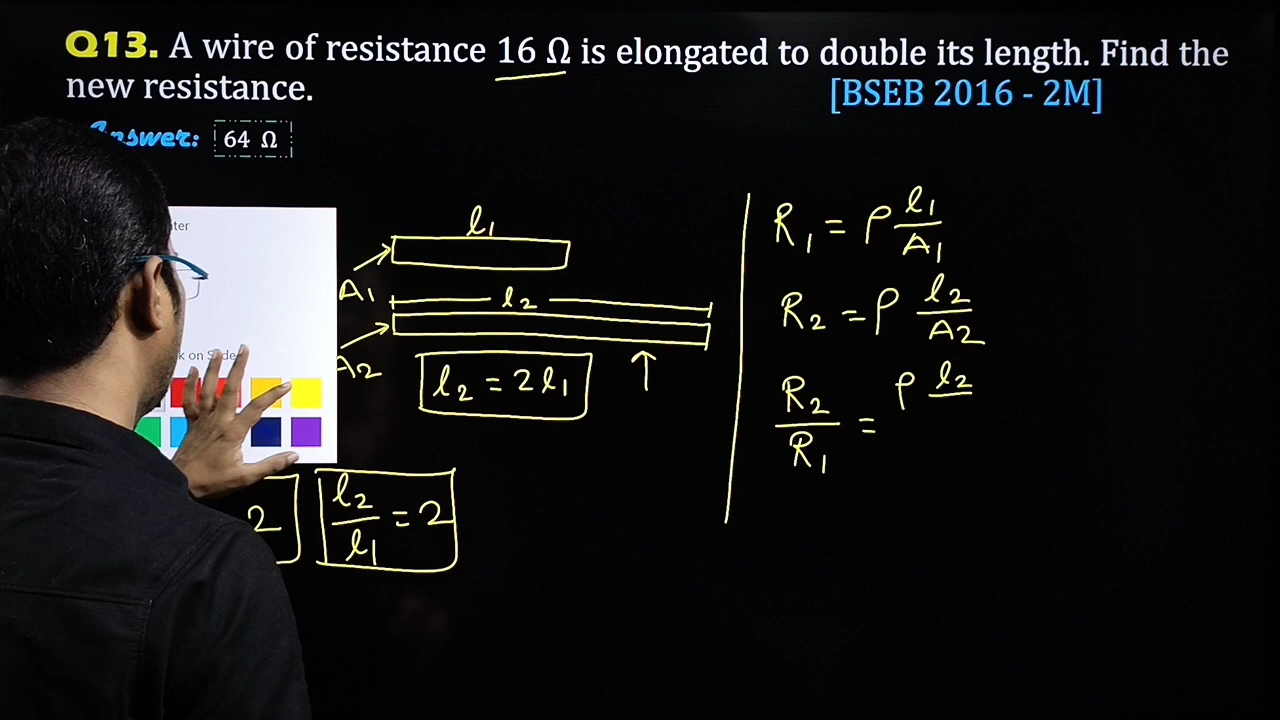 Q13. A wire of resistance 16 Ω is elongated to double its length. Find the
new resistance. [BSEB 2016 - 2M]
Answer: 64 Ω
l₁
A₁
l₂
A₂
l₂ = 2l₁
2
l₂/l₁ = 2
R₁ = ρ l₁/A₁
R₂ = ρ l₂/A₂
R₂/R₁ = ρ l₂